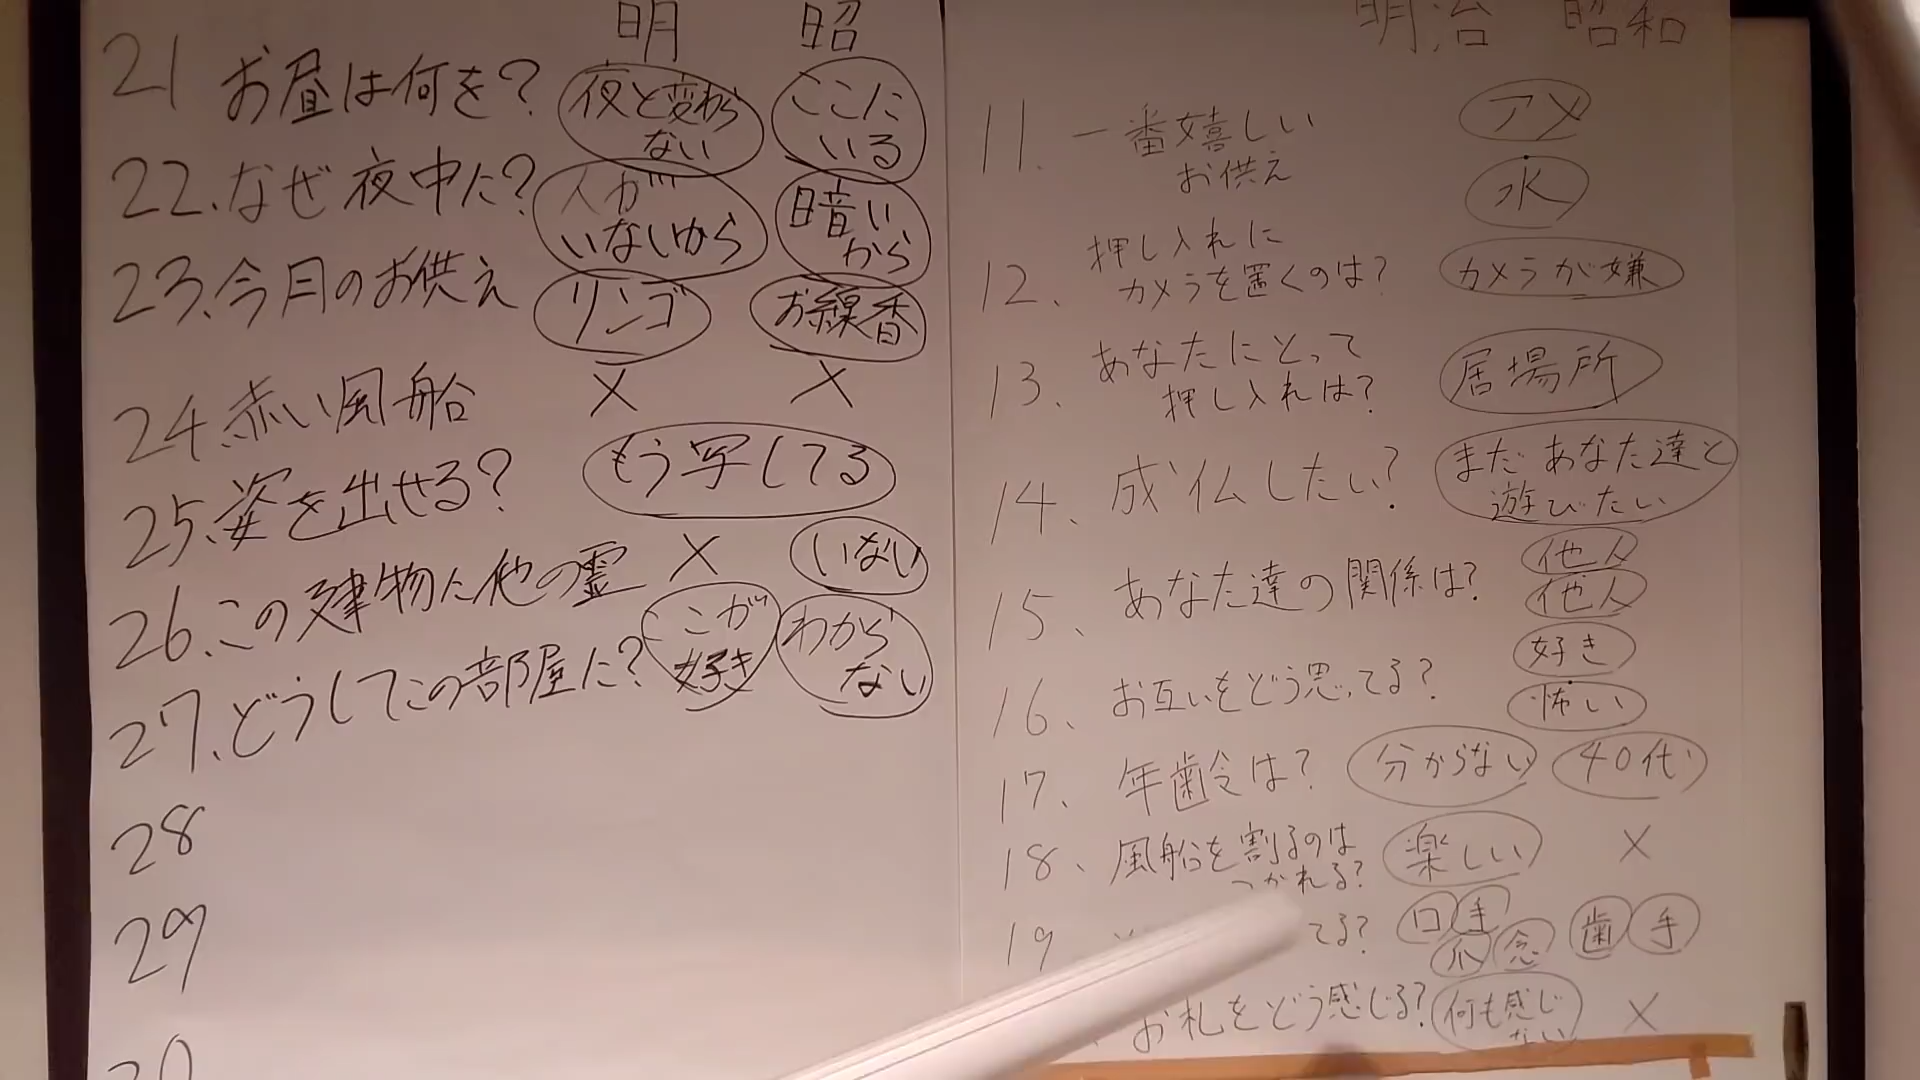 明 昭
21 お昼は何を? 夜と変わら ここに
ない いる
22. なぜ夜中に? 人が 暗い
いないから から
23. 今月のお供え リンゴ お線香
24. 赤い風船 × ×
25. 姿を出せる? もう写してる
26. この建物に他の霊 × いない
27. どうしてこの部屋に? こが わから
好き ない
28
29
30
明治 昭和
11. 一番嬉しい アメ
お供え 水
12. 押し入れに
カメラを置くのは? カメラが嫌
13. あなたにとって 居場所
押し入れは?
14. 成仏したい? まだあなた達と
遊びたい
15. あなた達の関係は? 他人
他人
16. お互いをどう思ってる? 好き
怖い
17. 年齢は? 分からない 40代
18. 風船を割るのは 楽しい ×
つかれる?
19 てる? 口 手 爪 念 歯 手
お札をどう感じる? 何も感じ ×
ない